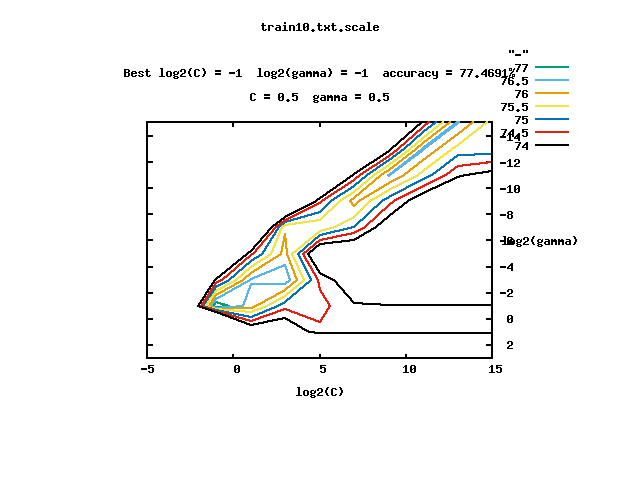 train10.txt.scale
"-"
Best log2(C) = -1  log2(gamma) = -1  accuracy = 77.4691%
77
76.5
C = 0.5  gamma = 0.5
76
75.5
75
74.5
-14
74
-12
-10
-8
log2(gamma)
-4
-2
0
2
-5 0 5 10 15
log2(C)